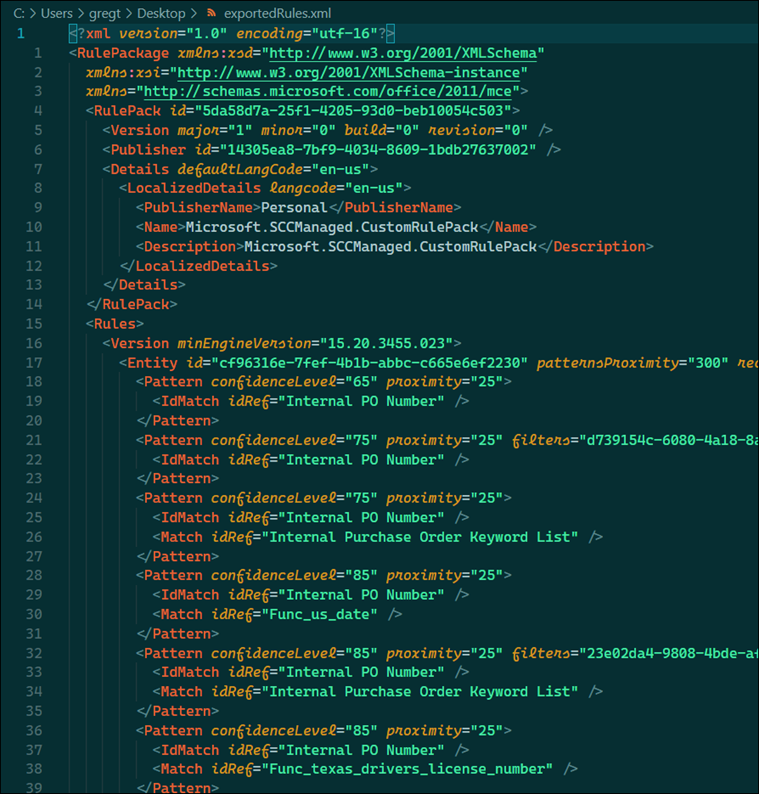 C: > Users > gregt > Desktop > exportedRules.xml
1 <?xml version="1.0" encoding="utf-16"?>
1 <RulePackage xmlns:xsd="http://www.w3.org/2001/XMLSchema"
2 xmlns:xsi="http://www.w3.org/2001/XMLSchema-instance"
3 xmlns="http://schemas.microsoft.com/office/2011/mce">
4 <RulePack id="5da58d7a-25f1-4205-93d0-beb10054c503">
5 <Version major="1" minor="0" build="0" revision="0" />
6 <Publisher id="14305ea8-7bf9-4034-8609-1bdb27637002" />
7 <Details defaultLangCode="en-us">
8 <LocalizedDetails langcode="en-us">
9 <PublisherName>Personal</PublisherName>
10 <Name>Microsoft.SCCManaged.CustomRulePack</Name>
11 <Description>Microsoft.SCCManaged.CustomRulePack</Description>
12 </LocalizedDetails>
13 </Details>
14 </RulePack>
15 <Rules>
16 <Version minEngineVersion="15.20.3455.023">
17 <Entity id="cf96316e-7fef-4b1b-abbc-c665e6ef2230" patternsProximity="300" rec
18 <Pattern confidenceLevel="65" proximity="25">
19 <IdMatch idRef="Internal PO Number" />
20 </Pattern>
21 <Pattern confidenceLevel="75" proximity="25" filters="d739154c-6080-4a18-8a
22 <IdMatch idRef="Internal PO Number" />
23 </Pattern>
24 <Pattern confidenceLevel="75" proximity="25">
25 <IdMatch idRef="Internal PO Number" />
26 <Match idRef="Internal Purchase Order Keyword List" />
27 </Pattern>
28 <Pattern confidenceLevel="85" proximity="25">
29 <IdMatch idRef="Internal PO Number" />
30 <Match idRef="Func_us_date" />
31 </Pattern>
32 <Pattern confidenceLevel="85" proximity="25" filters="23e02da4-9808-4bde-af
33 <IdMatch idRef="Internal PO Number" />
34 <Match idRef="Internal Purchase Order Keyword List" />
35 </Pattern>
36 <Pattern confidenceLevel="85" proximity="25">
37 <IdMatch idRef="Internal PO Number" />
38 <Match idRef="Func_texas_drivers_license_number" />
39 </Pattern>